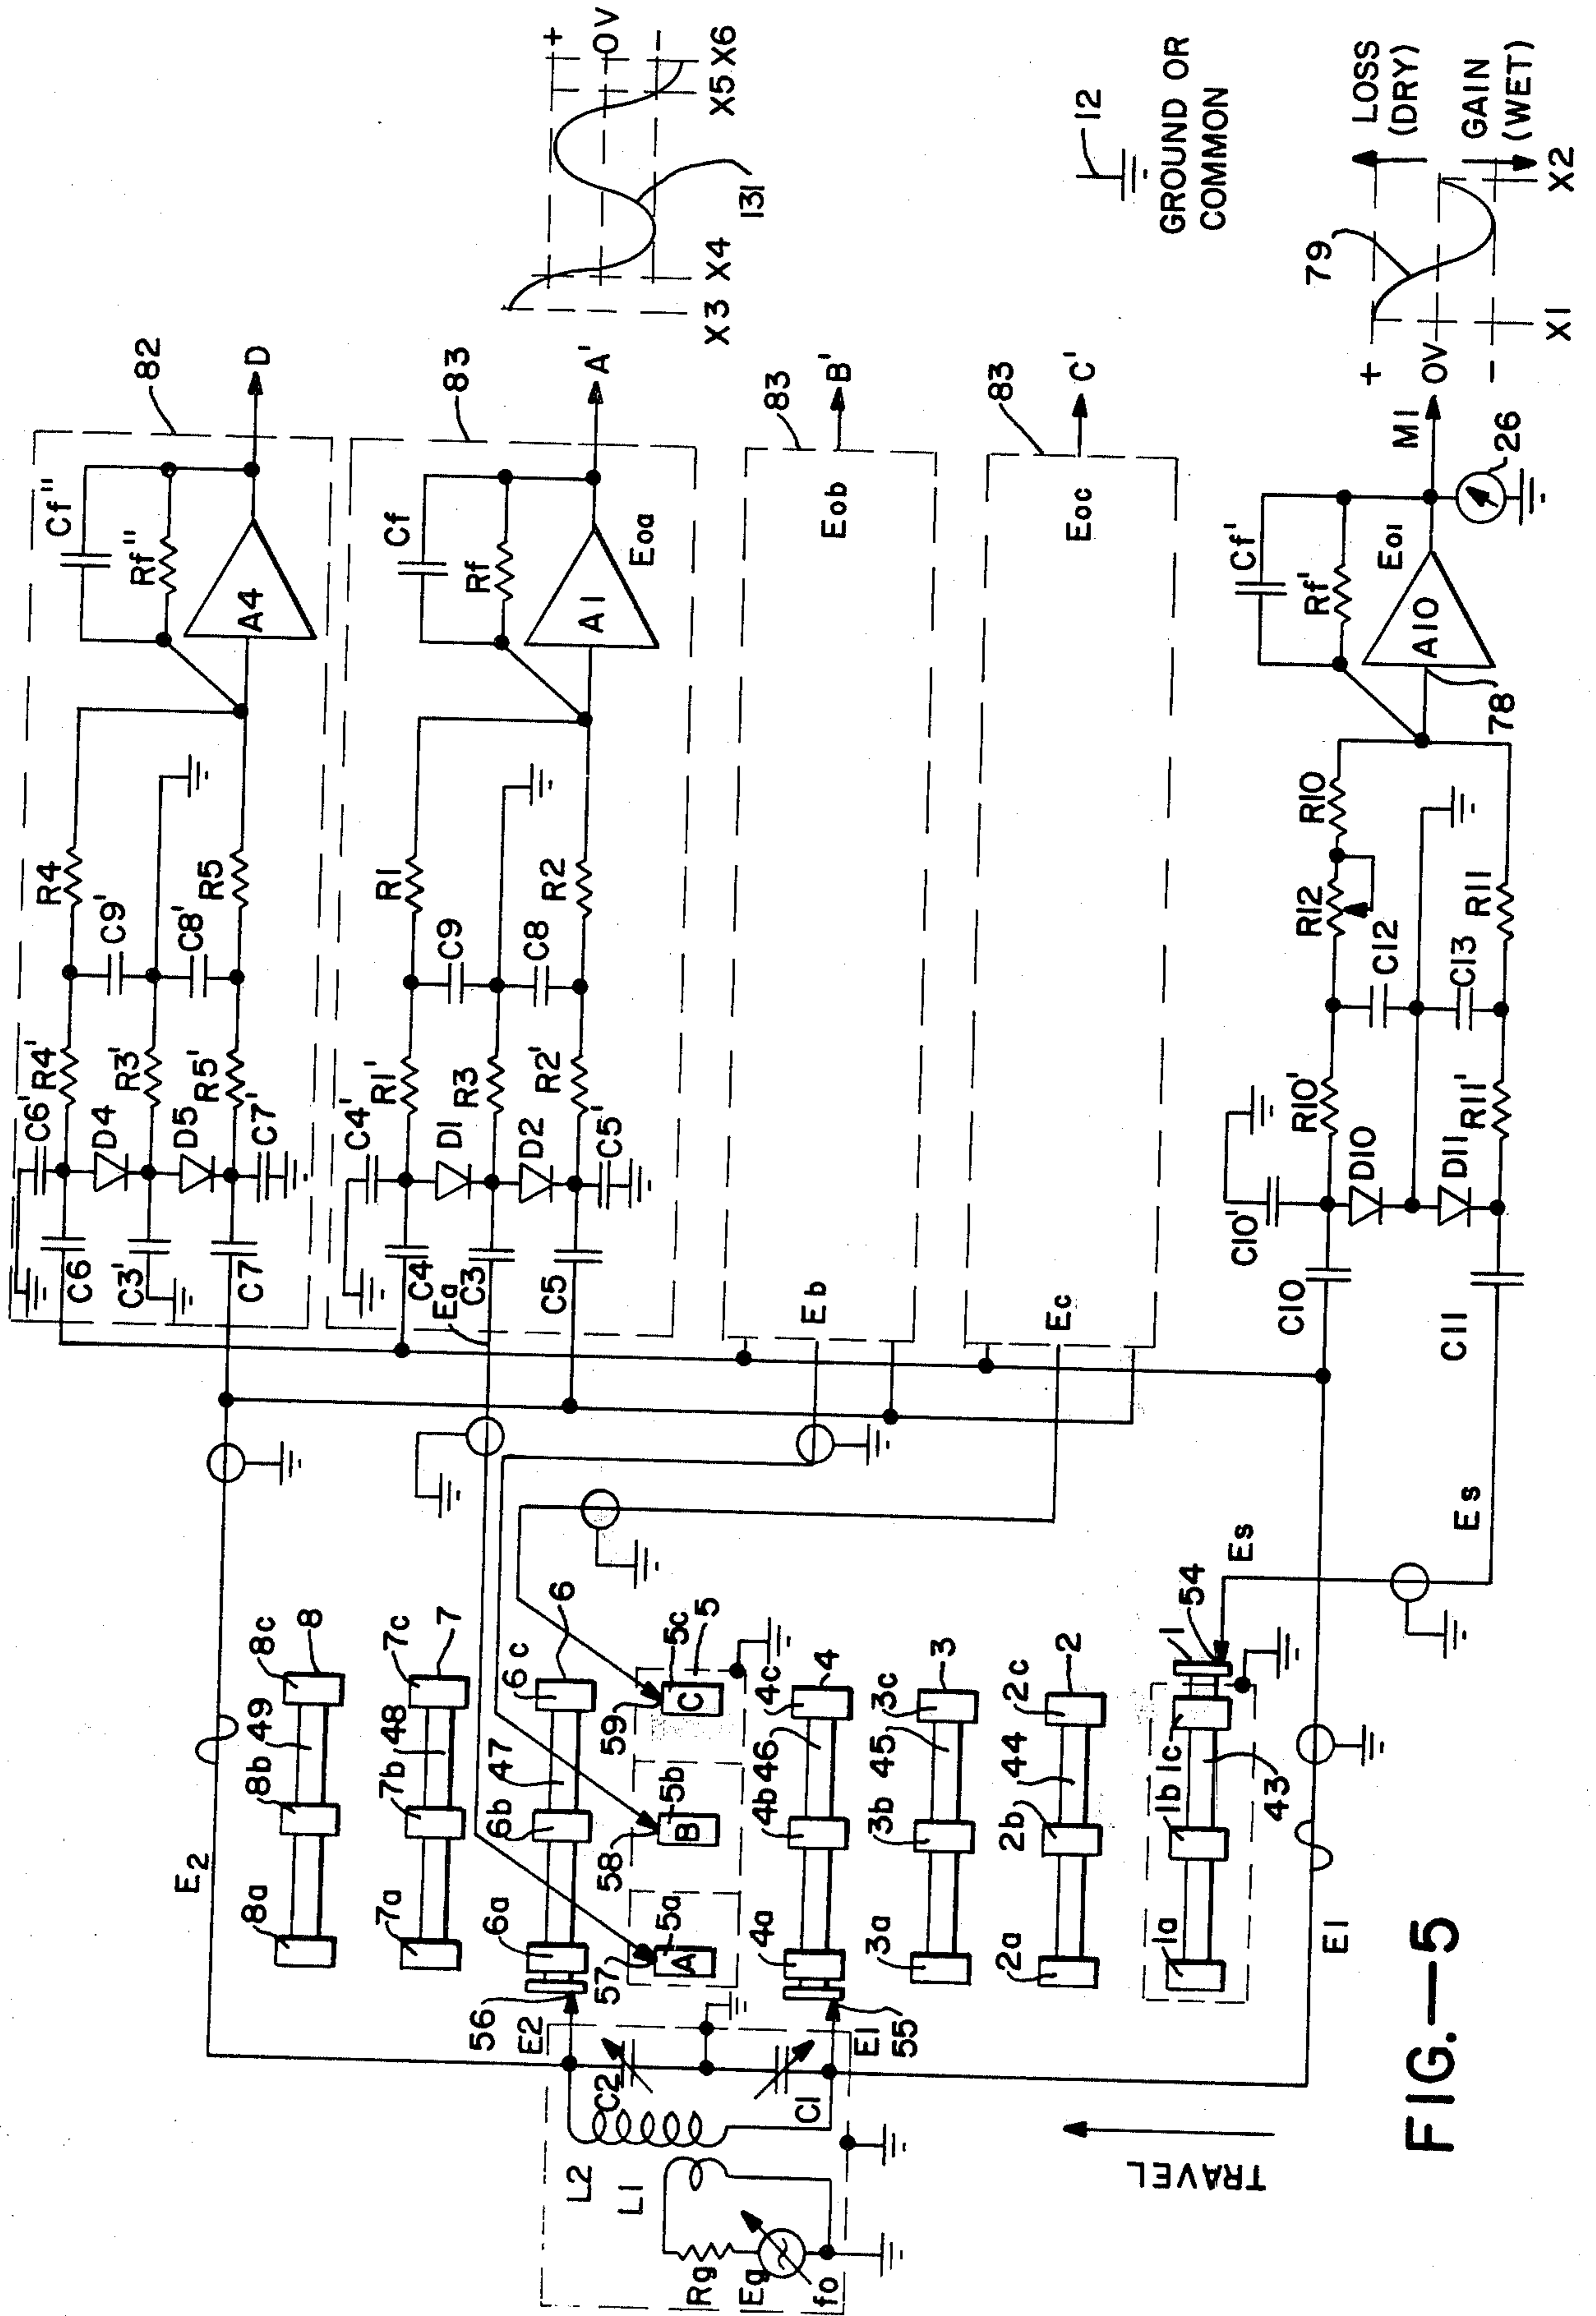 82
D
Cf"
Rf"
A4
R4
C9'
C8'
R5
C6'
R4'
D4
R3'
D5
R5'
C7'
C6
C3'
C7
83
A'
Cf
Rf
A1
Eoa
R1
C9
C8
R2
C4'
R1'
D1
R3
D2
R2'
C5'
C4
Ea
C3
C5
+
OV
-
X3
X4
X5
X6
131
83
B'
Eob
Eb
83
C'
Eoc
Ec
12
GROUND OR
COMMON
M1
26
Cf'
Rf'
Eo1
A10
78
R10
R12
C12
C13
R11
C10'
R10'
D10
D11
R11'
C10
C11
+
OV
-
79
X1
X2
LOSS
(DRY)
GAIN
(WET)
E2
8a
8b
49
8c
8
7a
7b
48
7c
7
6a
6b
47
6c
6
56
E2
57
A
5a
58
B
5b
59
C
5c
5
4a
4b
46
4c
4
E1
55
3a
3b
45
3c
3
2a
2b
44
2c
2
1a
1b
1c
43
1
54
Es
Es
E1
C2
C1
L2
L1
Rg
Eg
fo
TRAVEL
FIG.—5